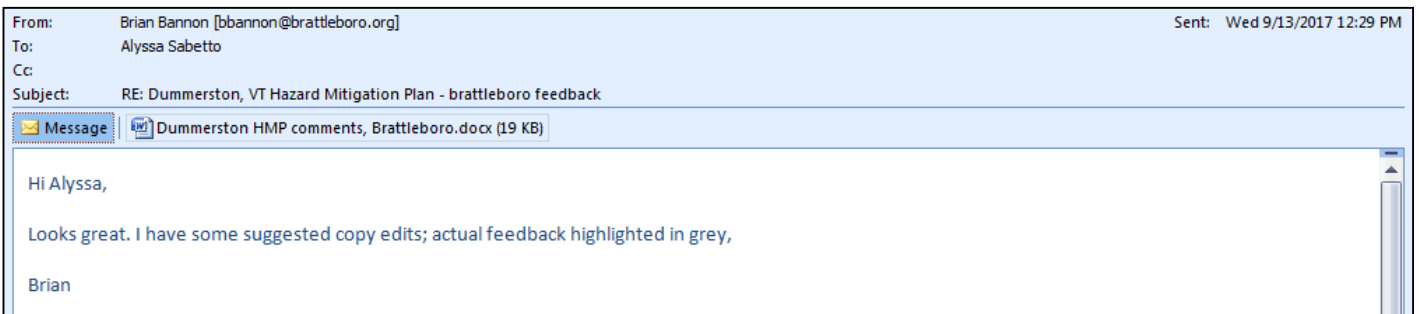 From: Brian Bannon [bbannon@brattleboro.org] Sent: Wed 9/13/2017 12:29 PM
To: Alyssa Sabetto
Cc:
Subject: RE: Dummerston, VT Hazard Mitigation Plan - brattleboro feedback
Message Dummerston HMP comments, Brattleboro.docx (19 KB)
Hi Alyssa,
Looks great. I have some suggested copy edits; actual feedback highlighted in grey,
Brian